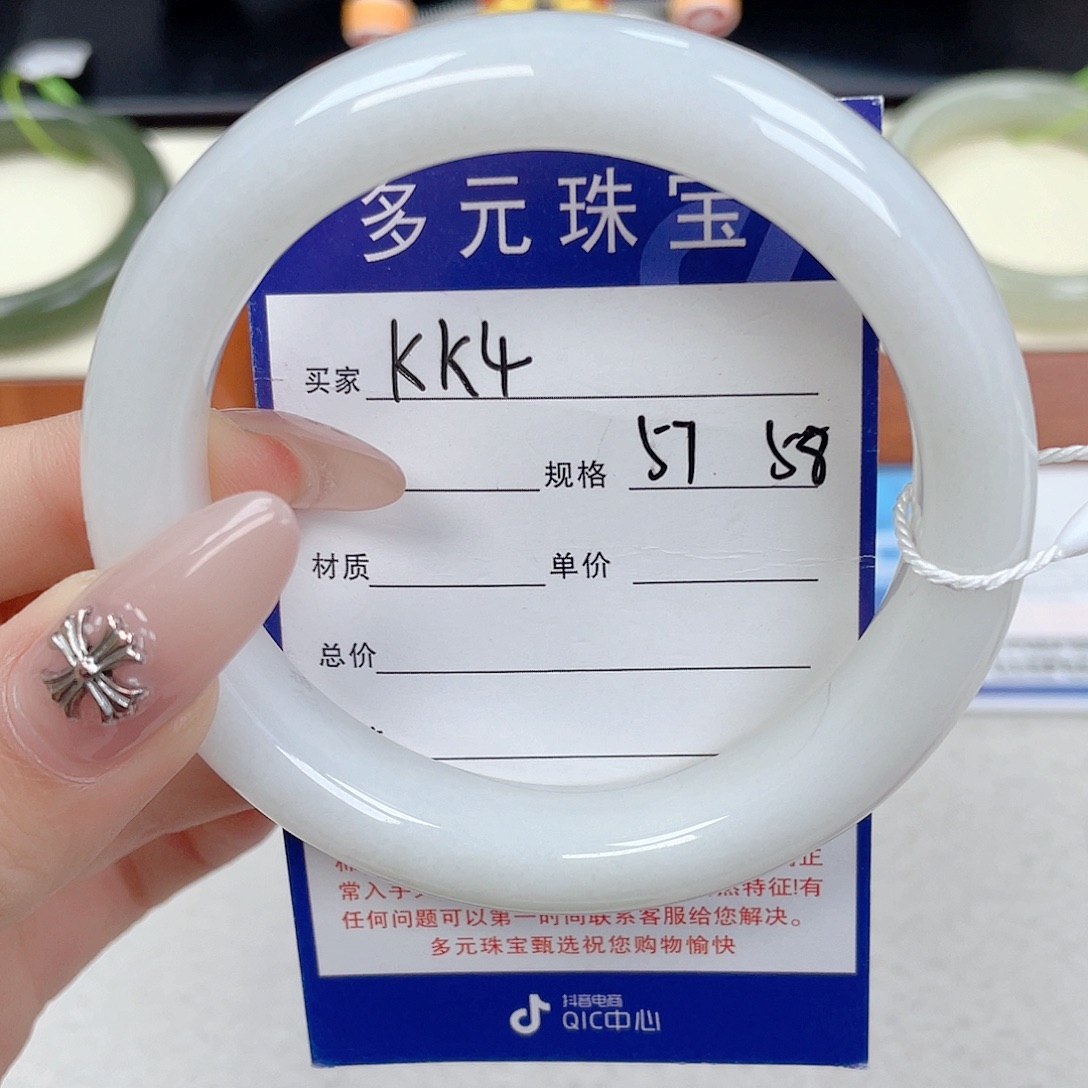 多元珠宝
买家 KK4
规格 57 58
材质 单价
总价
常入手
特征!有
任何问题可以第一时间联系客服给您解决。
多元珠宝甄选祝您购物愉快
抖音电商
QIC中心